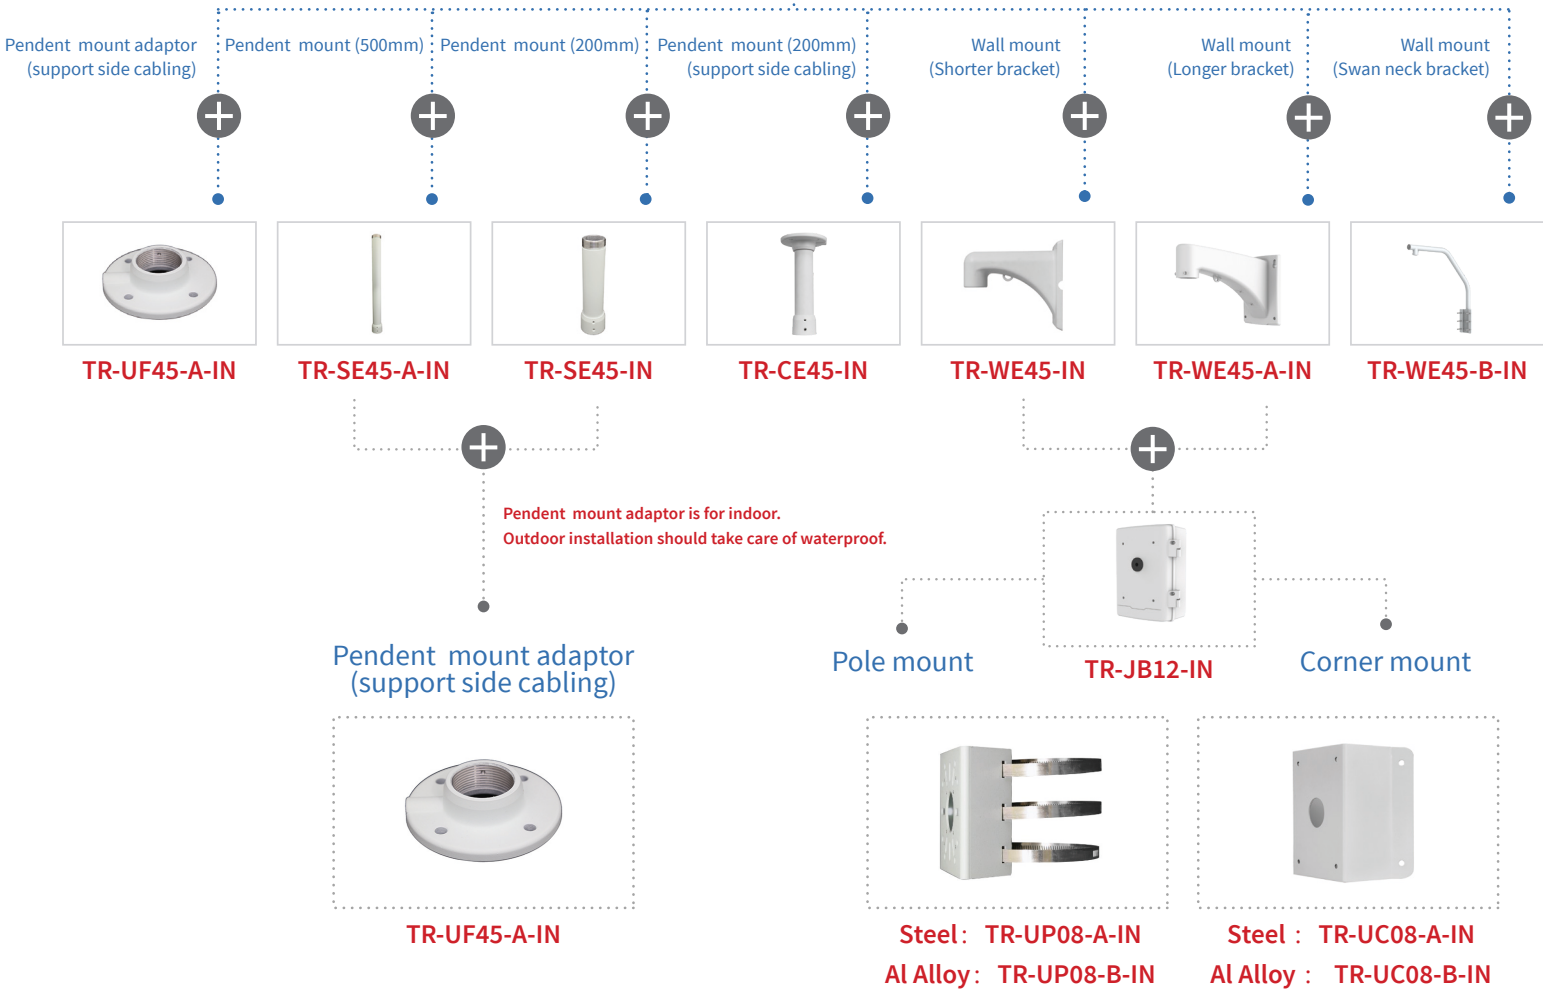 Pendent mount adaptor
(support side cabling)
Pendent mount (500mm)
Pendent mount (200mm)
Pendent mount (200mm)
(support side cabling)
Wall mount
(Shorter bracket)
Wall mount
(Longer bracket)
Wall mount
(Swan neck bracket)
TR-UF45-A-IN
TR-SE45-A-IN
TR-SE45-IN
TR-CE45-IN
TR-WE45-IN
TR-WE45-A-IN
TR-WE45-B-IN
Pendent mount adaptor is for indoor.
Outdoor installation should take care of waterproof.
Pendent mount adaptor
(support side cabling)
Pole mount
TR-JB12-IN
Corner mount
TR-UF45-A-IN
Steel: TR-UP08-A-IN
Al Alloy: TR-UP08-B-IN
Steel : TR-UC08-A-IN
Al Alloy : TR-UC08-B-IN